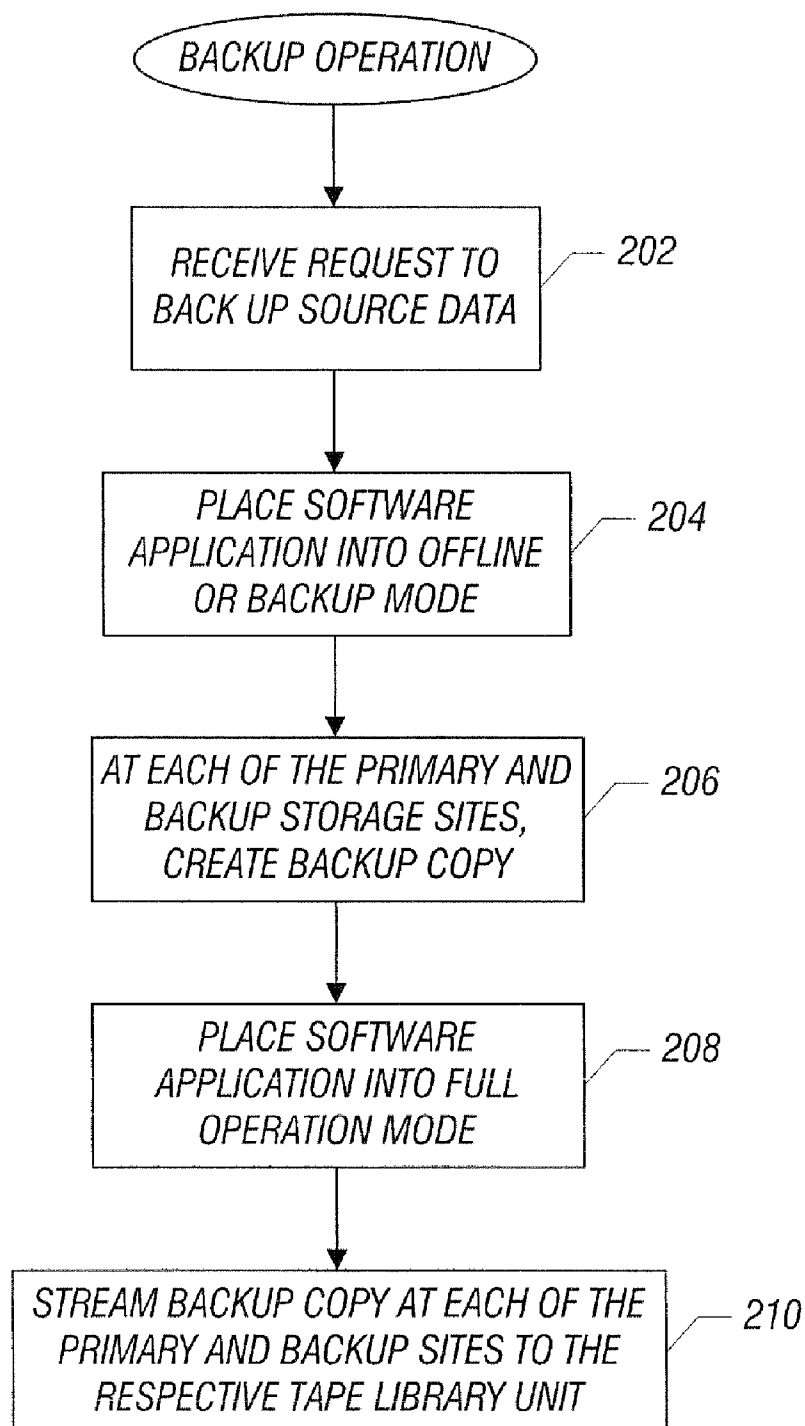 BACKUP OPERATION
RECEIVE REQUEST TO
BACK UP SOURCE DATA
202
PLACE SOFTWARE
APPLICATION INTO OFFLINE
OR BACKUP MODE
204
AT EACH OF THE PRIMARY AND
BACKUP STORAGE SITES,
CREATE BACKUP COPY
206
PLACE SOFTWARE
APPLICATION INTO FULL
OPERATION MODE
208
STREAM BACKUP COPY AT EACH OF THE
PRIMARY AND BACKUP SITES TO THE
RESPECTIVE TAPE LIBRARY UNIT
210